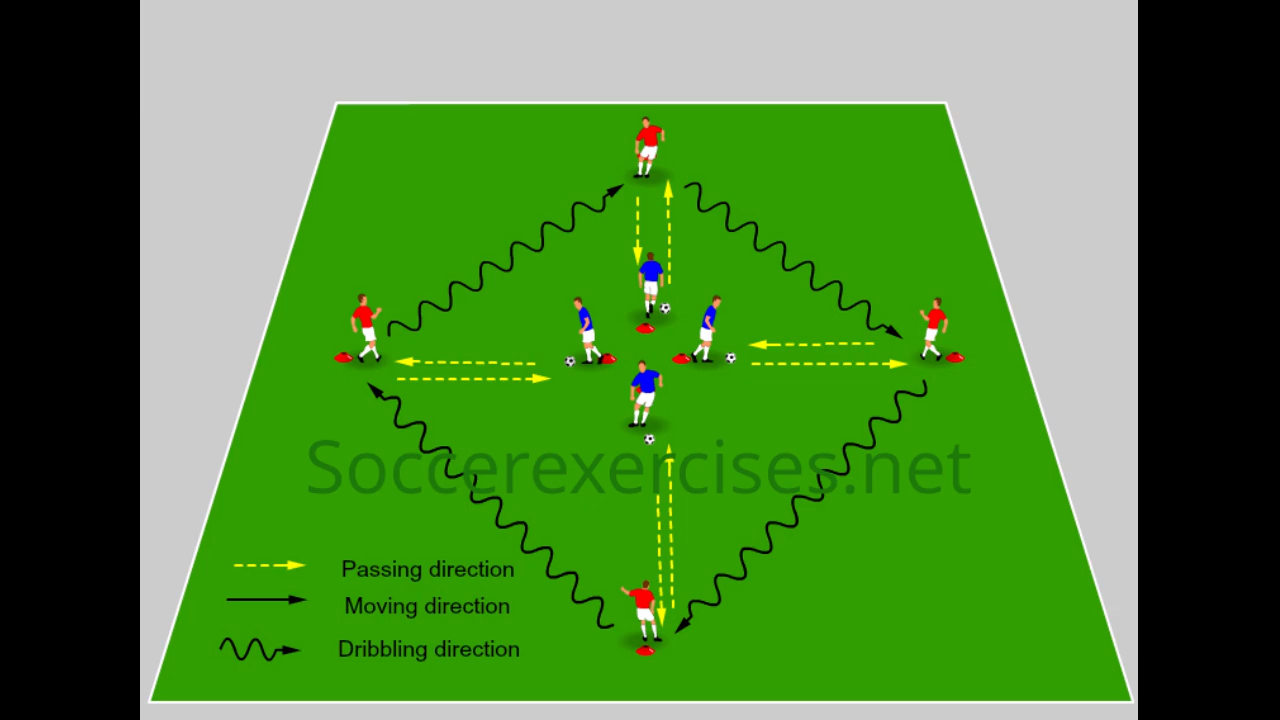 Soccerexercises.net
Passing direction
Moving direction
Dribbling direction